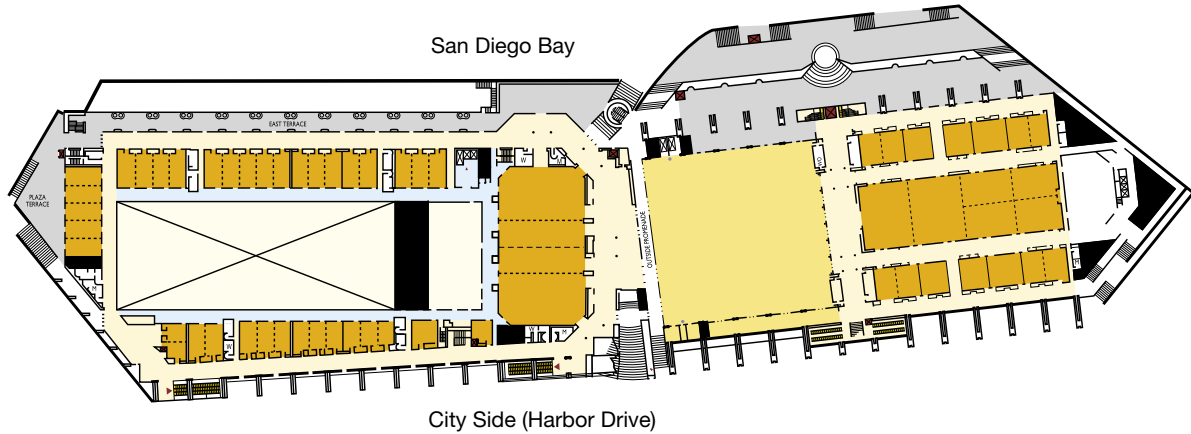 San Diego Bay
EAST TERRACE
PLAZA
TERRACE
OUTSIDE PROMENADE
W
M
W
M
City Side (Harbor Drive)